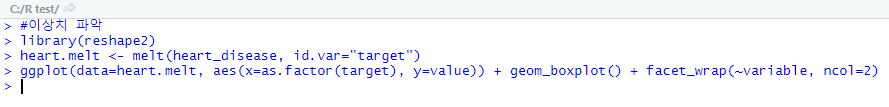 C:/R test/
> #이상치 파악
> library(reshape2)
> heart.melt <- melt(heart_disease, id.var="target")
> ggplot(data=heart.melt, aes(x=as.factor(target), y=value)) + geom_boxplot() + facet_wrap(~variable, ncol=2)
>